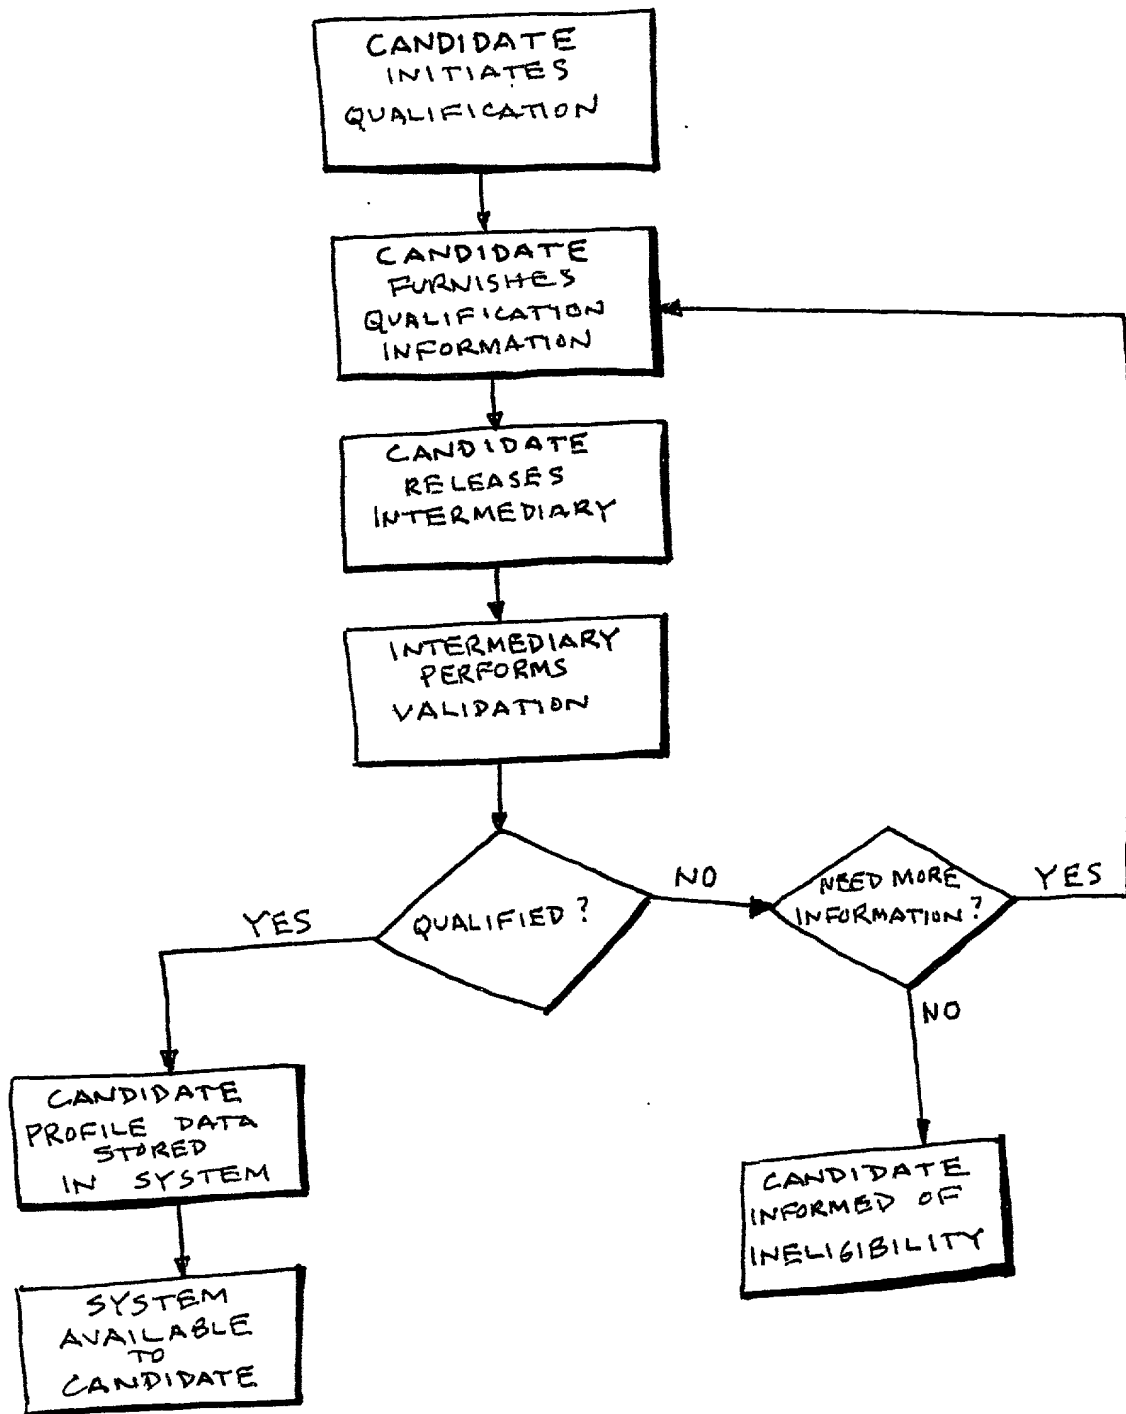 CANDIDATE
INITIATES
QUALIFICATION
CANDIDATE
FURNISHES
QUALIFICATION
INFORMATION
CANDIDATE
RELEASES
INTERMEDIARY
INTERMEDIARY
PERFORMS
VALIDATION
QUALIFIED?
YES
NO
NEED MORE
INFORMATION?
YES
NO
CANDIDATE
PROFILE DATA
STORED
IN SYSTEM
SYSTEM
AVAILABLE
TO
CANDIDATE
CANDIDATE
INFORMED OF
INELIGIBILITY